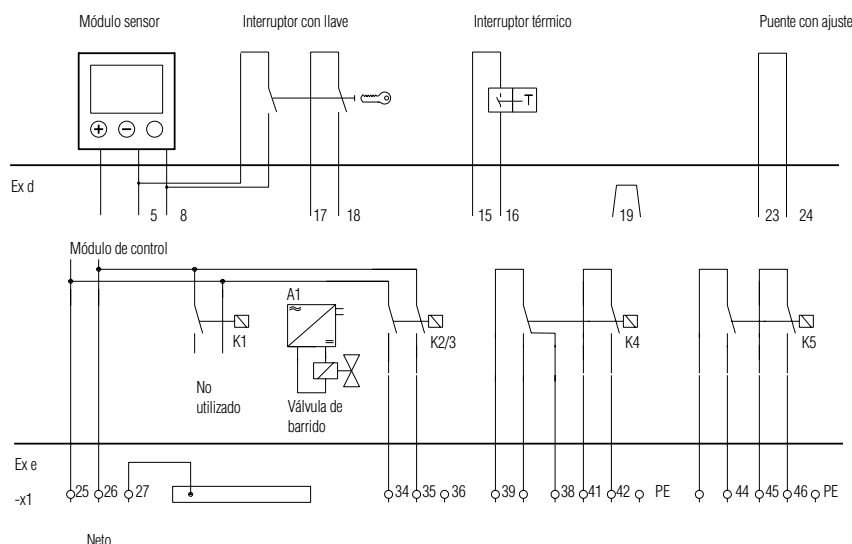 Módulo sensor Interruptor con llave Interruptor térmico Puente con ajuste
T
Ex d
5 8 17 18 15 16 19 23 24
Módulo de control
A1
K1 K2/3 K4 K5
No utilizado
Válvula de barrido
Ex e
-x1 25 26 27 34 35 36 39 38 41 42 PE 44 45 46 PE
Neto